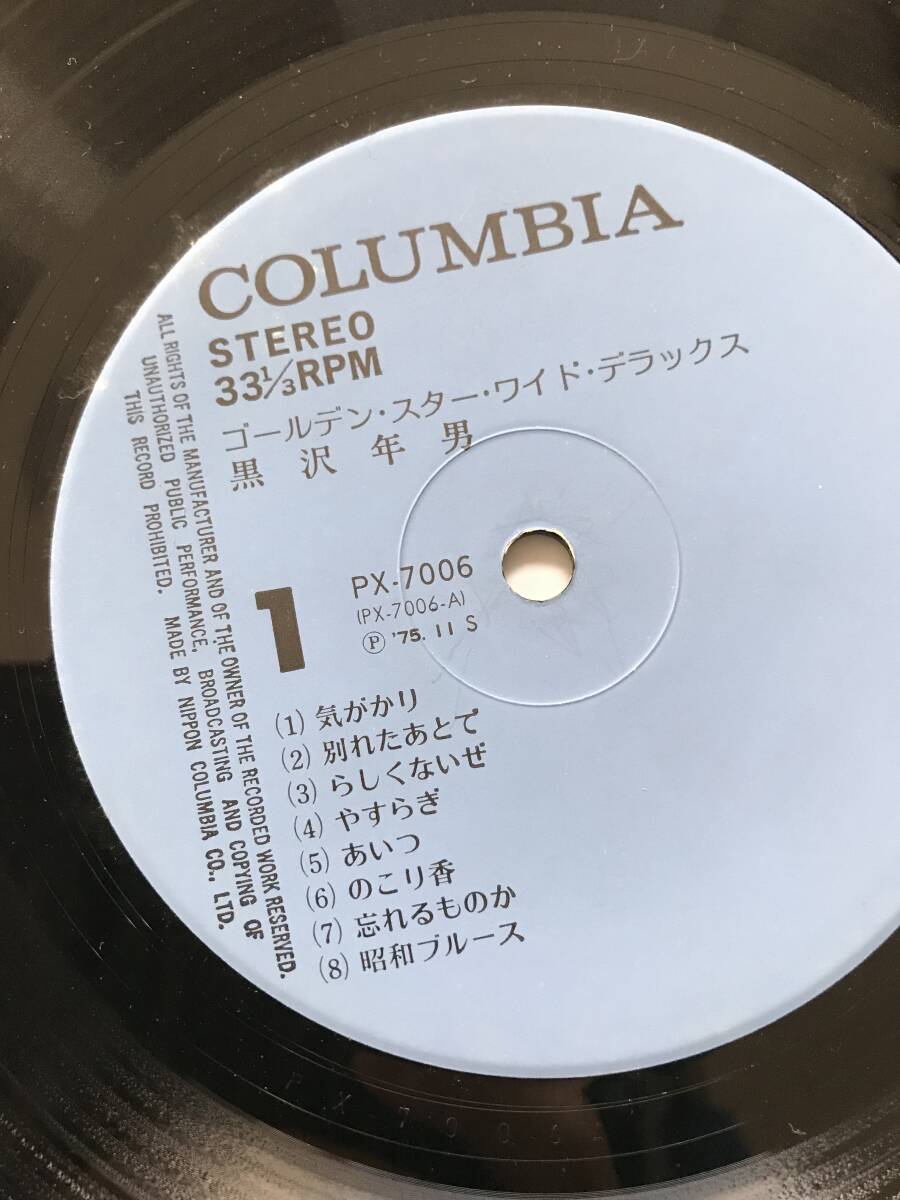 COLUMBIA
STEREO
33 1/3 RPM
ゴールデン・スター・ワイド・デラックス
黒沢年男
1
PX-7006
(PX-7006-A)
Ⓟ '75. 11 S
(1) 気がかり
(2) 別れたあとで
(3) らしくないぜ
(4) やすらぎ
(5) あいつ
(6) のこり香
(7) 忘れるものか
(8) 昭和ブルース
ALL RIGHTS OF THE MANUFACTURER AND OF THE OWNER OF THE RECORDED WORK RESERVED.
UNAUTHORIZED PUBLIC PERFORMANCE, BROADCASTING AND COPYING OF
THIS RECORD PROHIBITED. MADE BY NIPPON COLUMBIA CO., LTD.